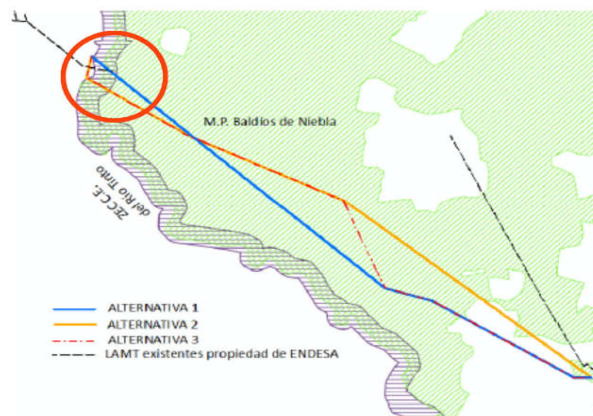 M.P. Baldíos de Niebla
ZEC C.E.
del Río Tinto
ALTERNATIVA 1
ALTERNATIVA 2
ALTERNATIVA 3
LAMT existentes propiedad de ENDESA